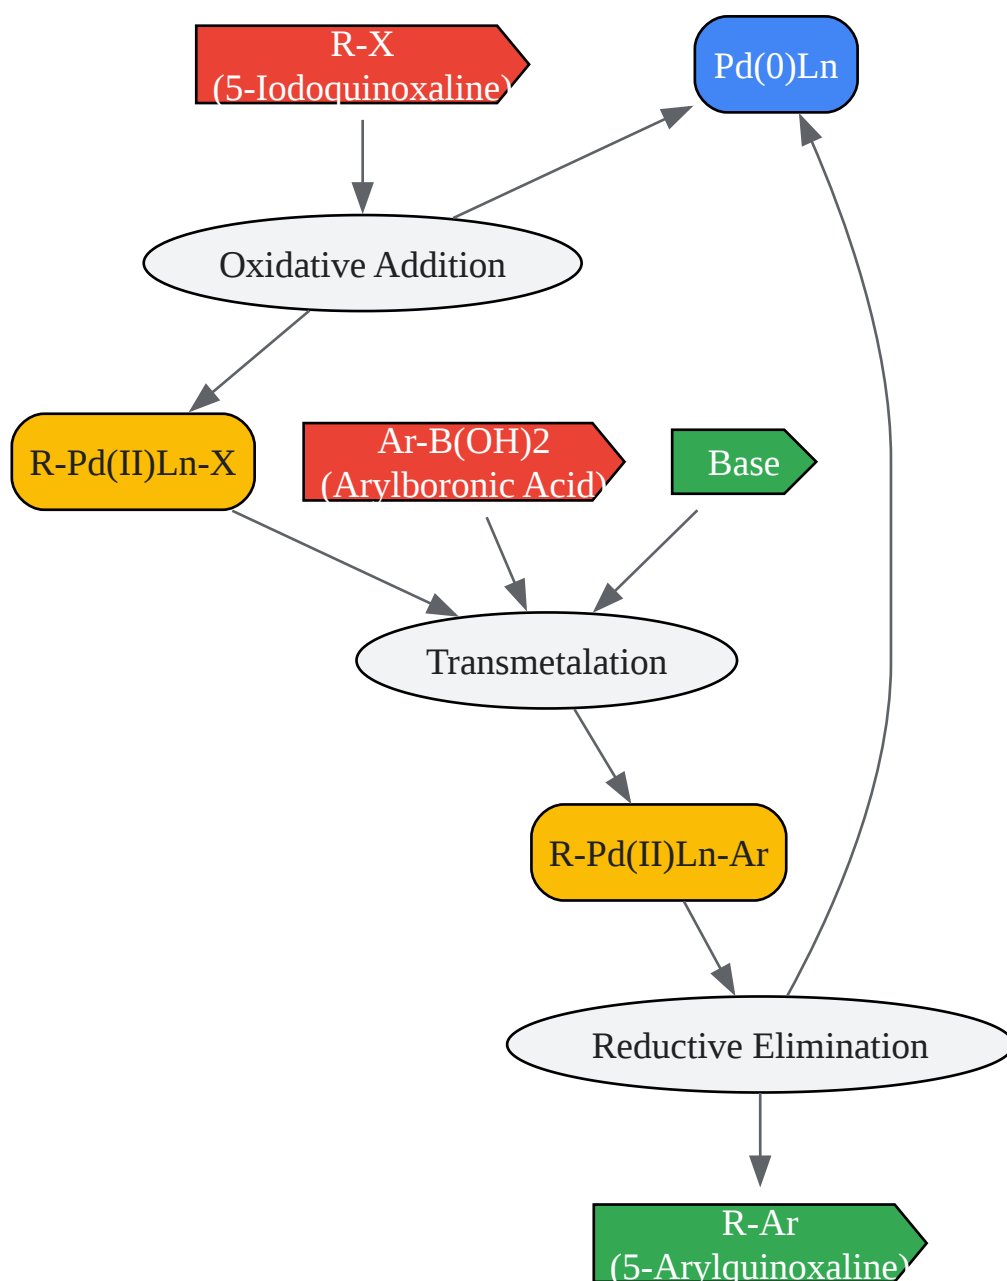 R-X
(5-Iodoquinoxaline)
Pd(0)Ln
Oxidative Addition
R-Pd(II)Ln-X
Ar-B(OH)2
(Arylboronic Acid)
Base
Transmetalation
R-Pd(II)Ln-Ar
Reductive Elimination
R-Ar
(5-Arylquinoxaline)